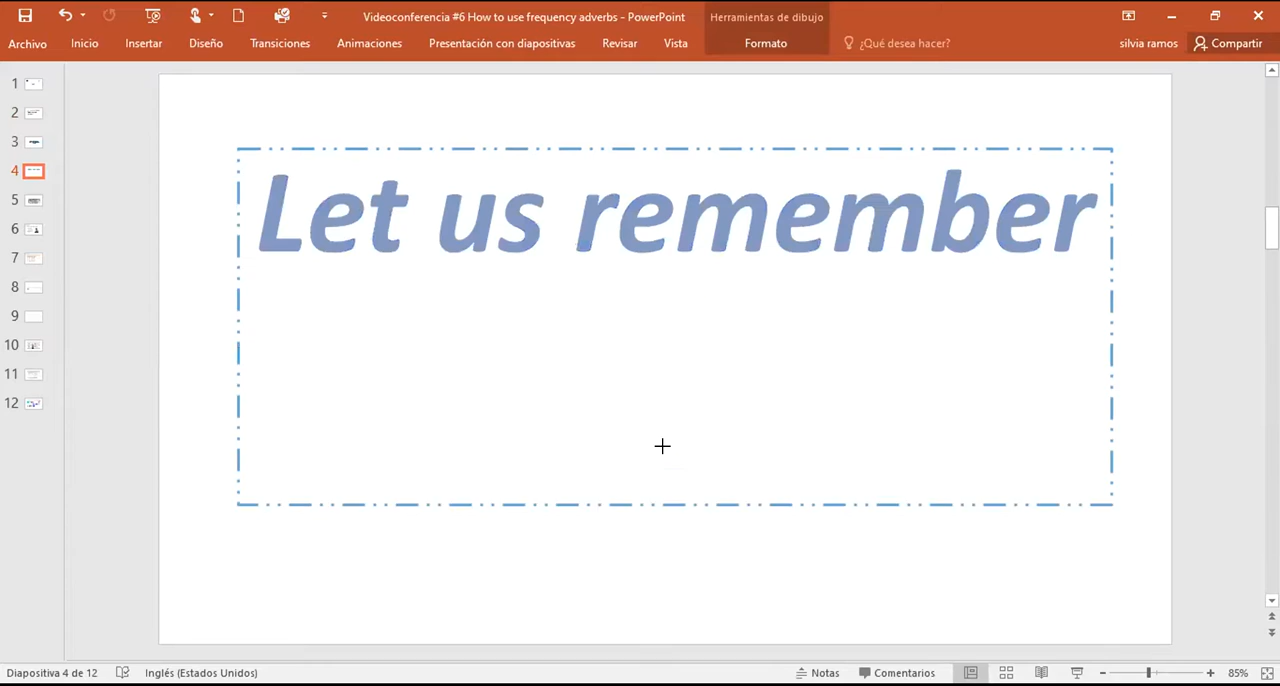 Videoconferencia #6 How to use frequency adverbs - PowerPoint
Herramientas de dibujo
Archivo Inicio Insertar Diseño Transiciones Animaciones Presentación con diapositivas Revisar Vista Formato ¿Qué desea hacer? silvia ramos Compartir
1
2
3
4
5
6
7
8
9
10
11
12
Let us remember
Diapositiva 4 de 12 Inglés (Estados Unidos) Notas Comentarios 85%